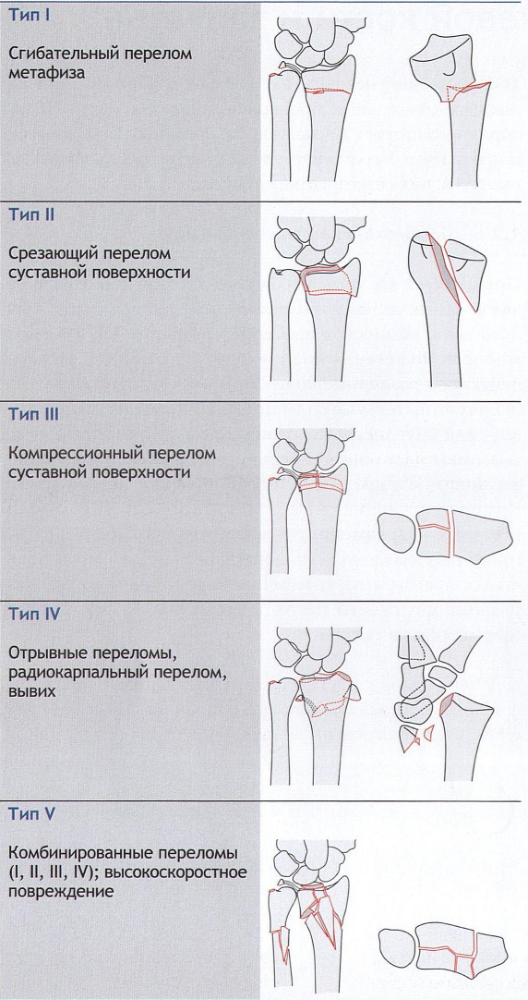 Тип I
Сгибательный перелом
метафиза
Тип II
Срезающий перелом
суставной поверхности
Тип III
Компрессионный перелом
суставной поверхности
Тип IV
Отрывные переломы,
радиокарпальный перелом,
вывих
Тип V
Комбинированные переломы
(I, II, III, IV); высокоскоростное
повреждение